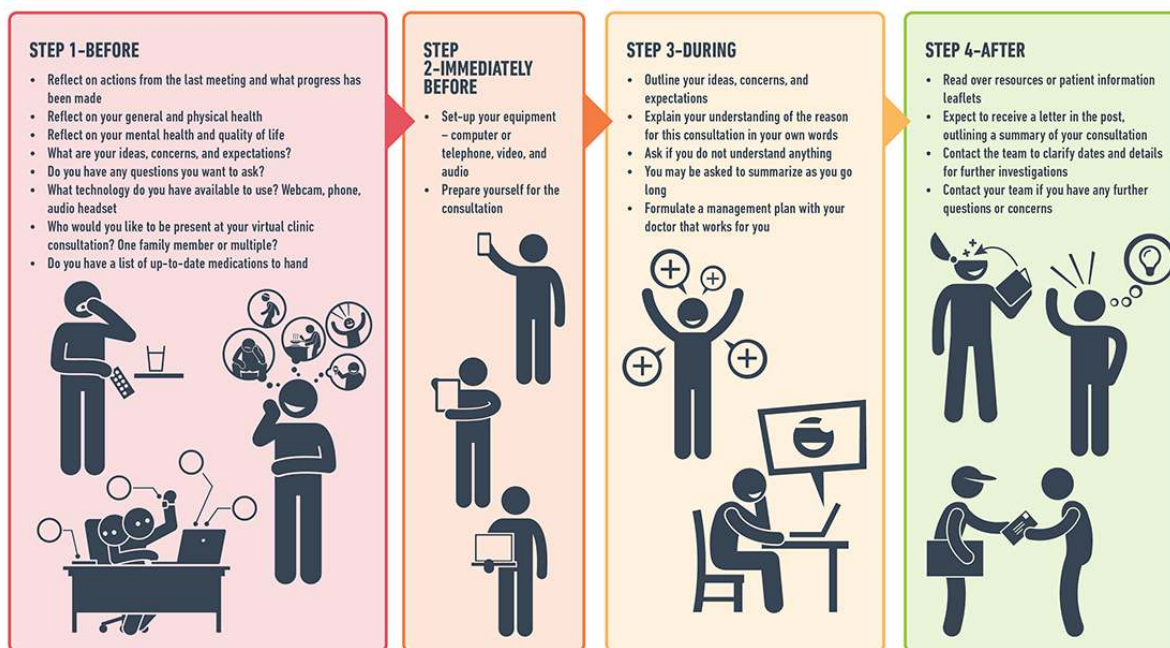 STEP 1-BEFORE
• Reflect on actions from the last meeting and what progress has
been made
• Reflect on your general and physical health
• Reflect on your mental health and quality of life
• What are your ideas, concerns, and expectations?
• Do you have any questions you want to ask?
• What technology do you have available to use? Webcam, phone,
audio headset
• Who would you like to be present at your virtual clinic
consultation? One family member or multiple?
• Do you have a list of up-to-date medications to hand
STEP
2-IMMEDIATELY
BEFORE
• Set-up your equipment
– computer or
telephone, video, and
audio
• Prepare yourself for the
consultation
STEP 3-DURING
• Outline your ideas, concerns, and
expectations
• Explain your understanding of the reason
for this consultation in your own words
• Ask if you do not understand anything
• You may be asked to summarize as you go
long
• Formulate a management plan with your
doctor that works for you
STEP 4-AFTER
• Read over resources or patient information
leaflets
• Expect to receive a letter in the post,
outlining a summary of your consultation
• Contact the team to clarify dates and details
for further investigations
• Contact your team if you have any further
questions or concerns